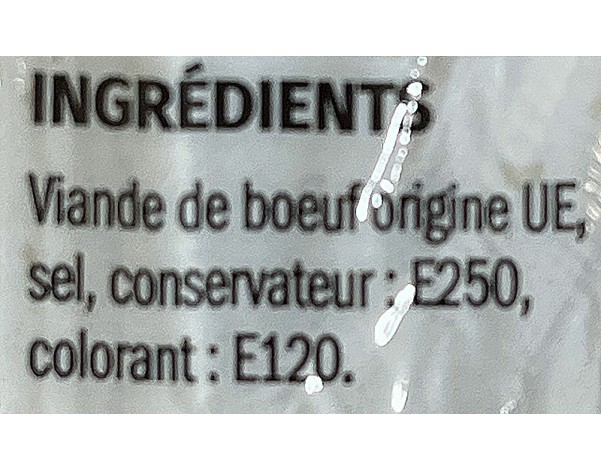 INGRÉDIENTS
Viande de boeuf origine UE,
sel, conservateur : E250,
colorant : E120.